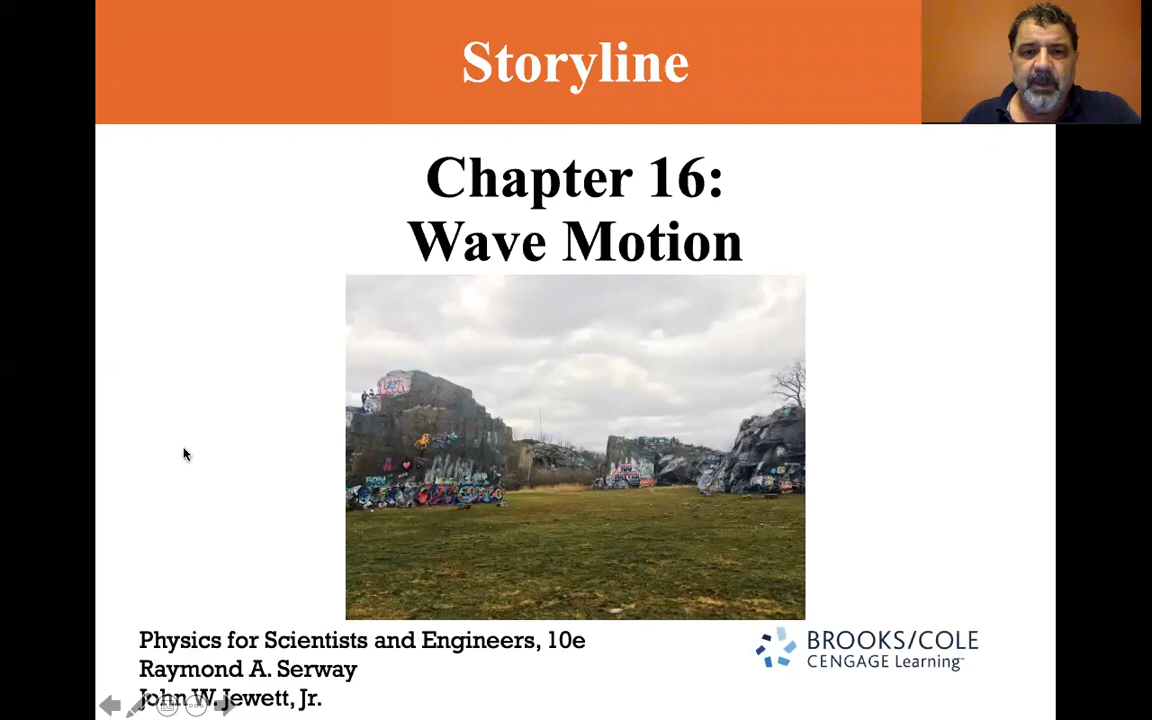 Storyline
Chapter 16:
Wave Motion
Physics for Scientists and Engineers, 10e
Raymond A. Serway
John W. Jewett, Jr.
BROOKS/COLE
CENGAGE Learning™